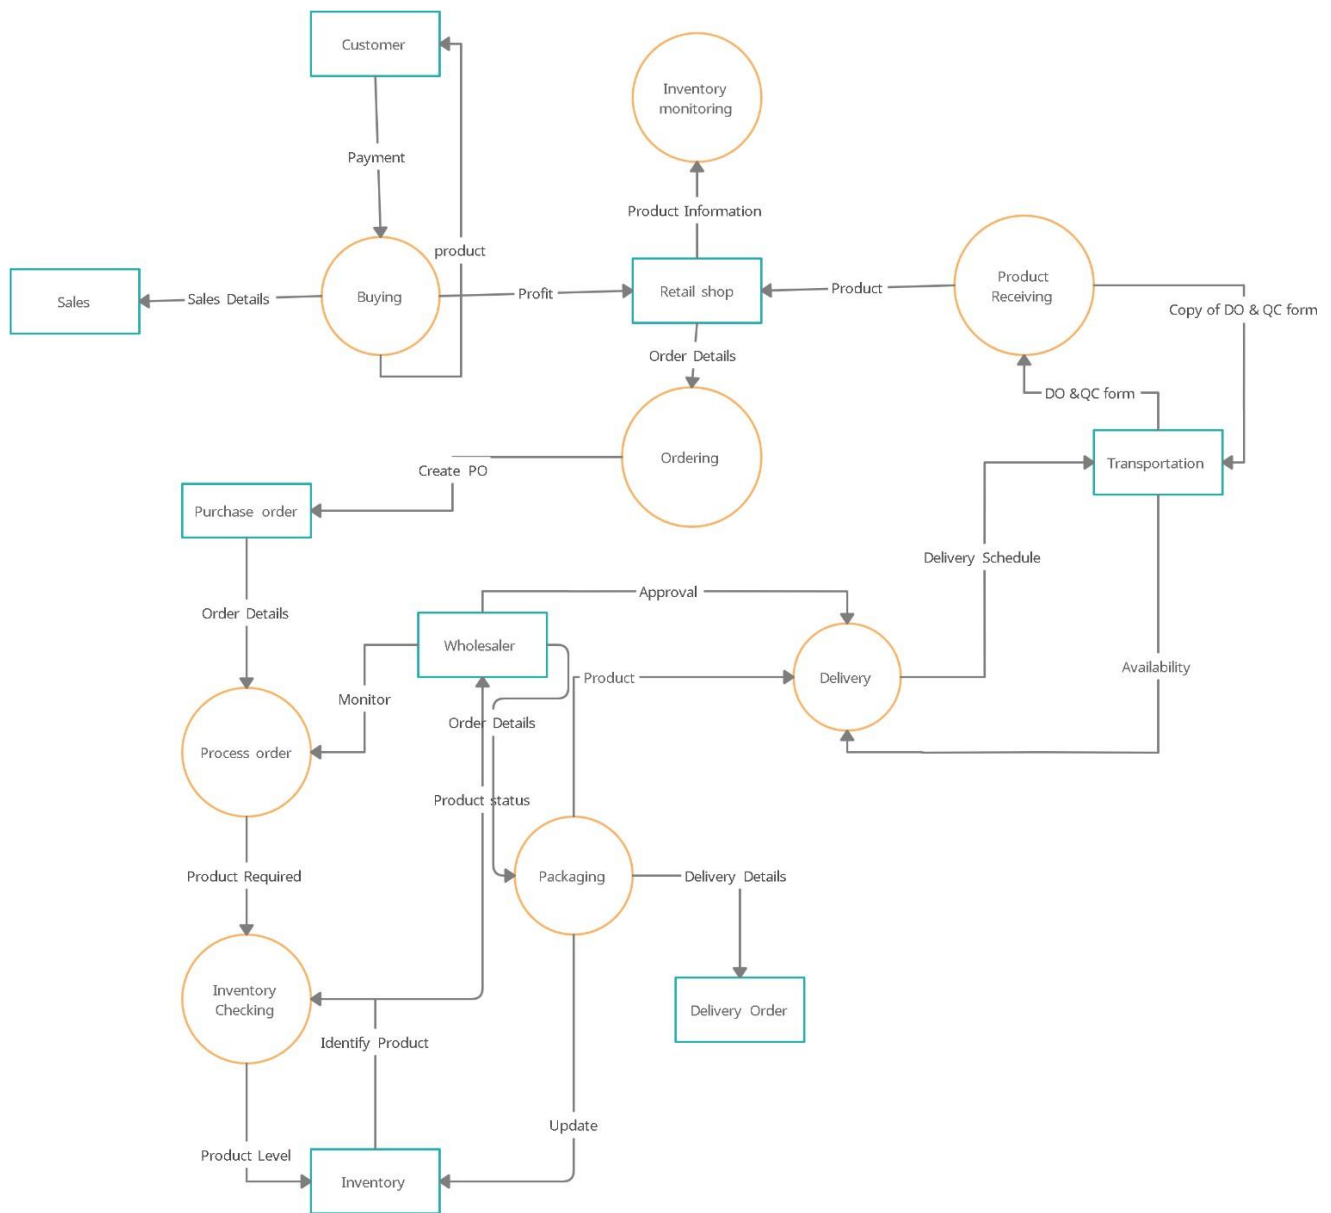 Customer
Inventory
monitoring
Payment
Product Information
product
Product
Receiving
Sales
Sales Details
Buying
Profit
Retail shop
Product
Copy of DO & QC form
Order Details
DO &QC form
Ordering
Transportation
Create PO
Purchase order
Delivery Schedule
Approval
Order Details
Wholesaler
Availability
Product
Delivery
Monitor
Order Details
Process order
Product status
Product Required
Packaging
Delivery Details
Inventory
Checking
Delivery Order
Identify Product
Update
Product Level
Inventory